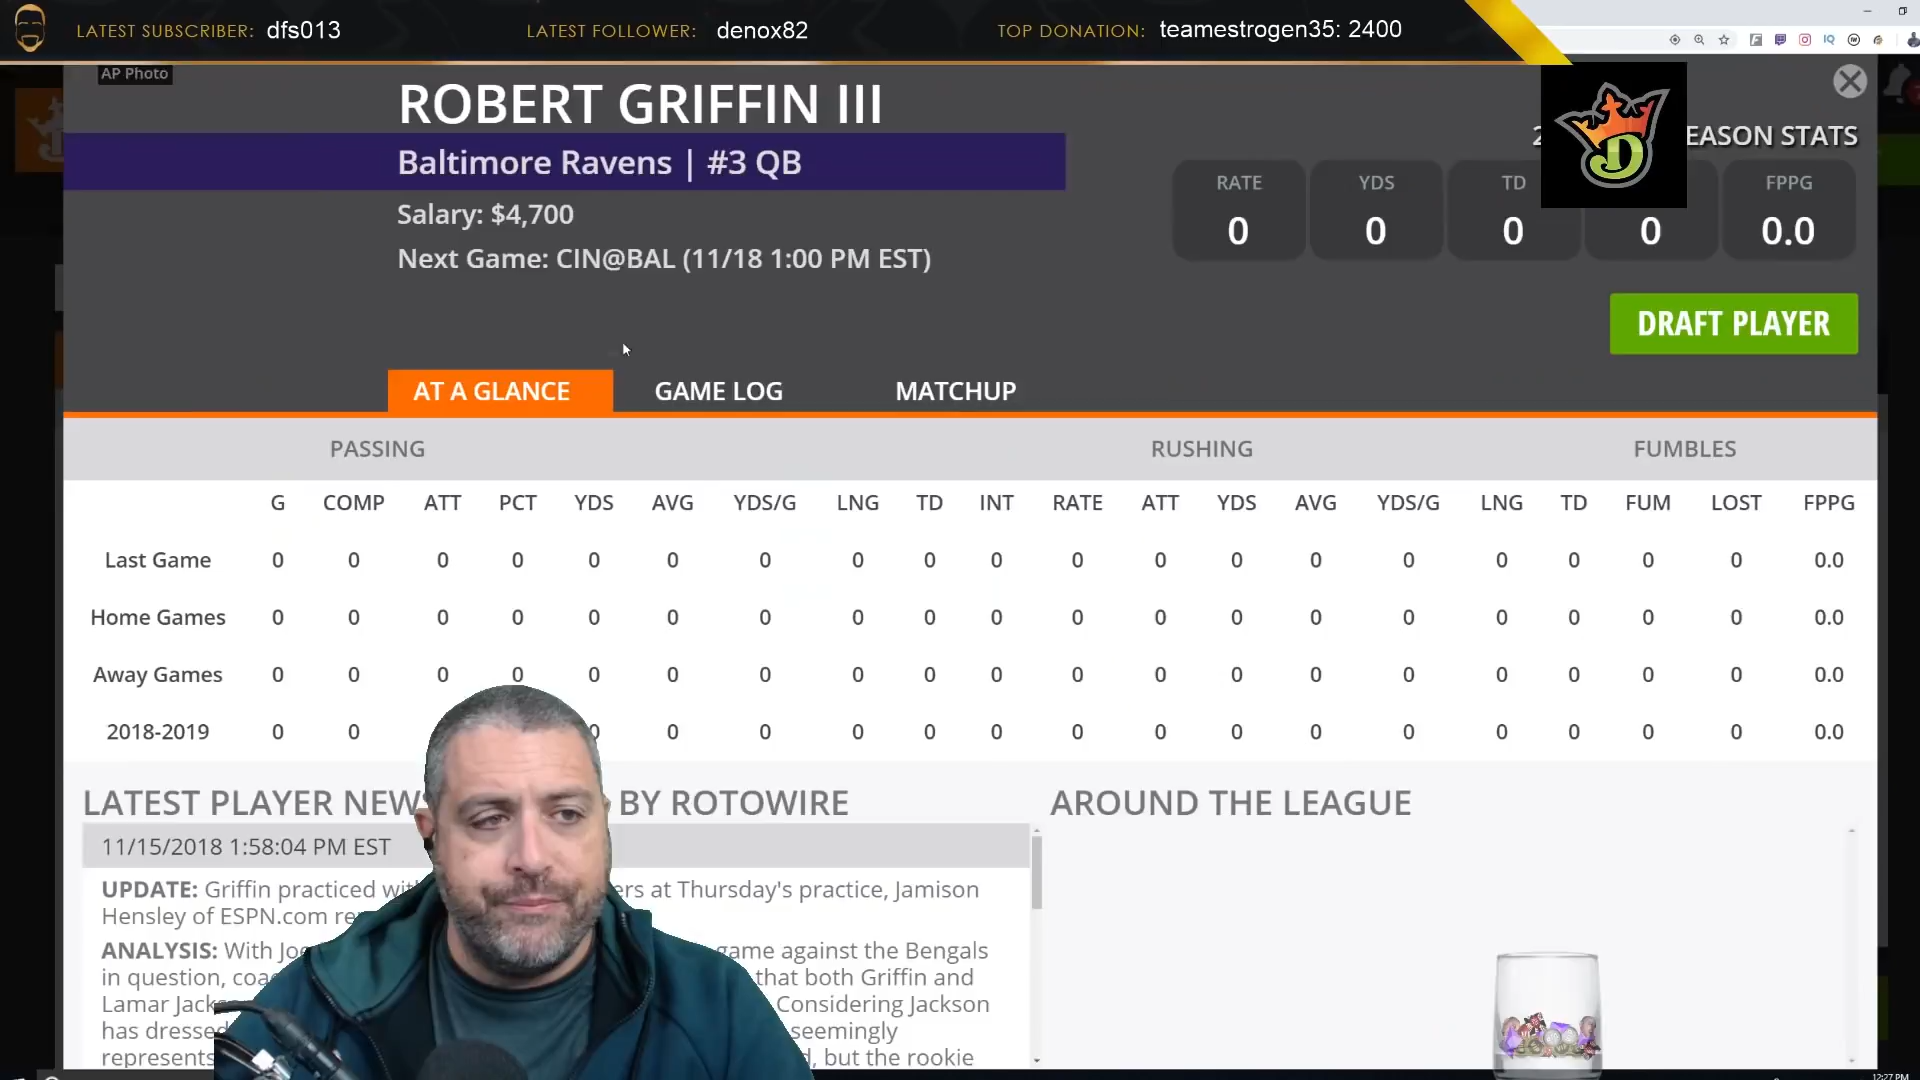 LATEST SUBSCRIBER: dfs013 LATEST FOLLOWER: denox82 TOP DONATION: teamestrogen35: 2400
AP Photo
ROBERT GRIFFIN III
Baltimore Ravens | #3 QB
Salary: $4,700
Next Game: CIN@BAL (11/18 1:00 PM EST)
2 EASON STATS
RATE YDS TD FPPG
0 0 0 0 0.0
D
DRAFT PLAYER
AT A GLANCE GAME LOG MATCHUP
PASSING RUSHING FUMBLES
G COMP ATT PCT YDS AVG YDS/G LNG TD INT RATE ATT YDS AVG YDS/G LNG TD FUM LOST FPPG
Last Game 0 0 0 0 0 0 0 0 0 0 0 0 0 0 0 0 0 0 0 0.0
Home Games 0 0 0 0 0 0 0 0 0 0 0 0 0 0 0 0 0 0 0 0.0
Away Games 0 0 0 0 0 0 0 0 0 0 0 0 0 0 0 0 0 0 0 0.0
2018-2019 0 0 0 0 0 0 0 0 0 0 0 0 0 0 0 0 0 0.0
LATEST PLAYER NEWS BY ROTOWIRE
AROUND THE LEAGUE
11/15/2018 1:58:04 PM EST
UPDATE: Griffin practiced ers at Thursday's practice, Jamison
Hensley of ESPN.com
ANALYSIS: With game against the Bengals
in question, that both Griffin and
Lamar Considering Jackson
has seemingly
represents but the rookie
12:27 PM